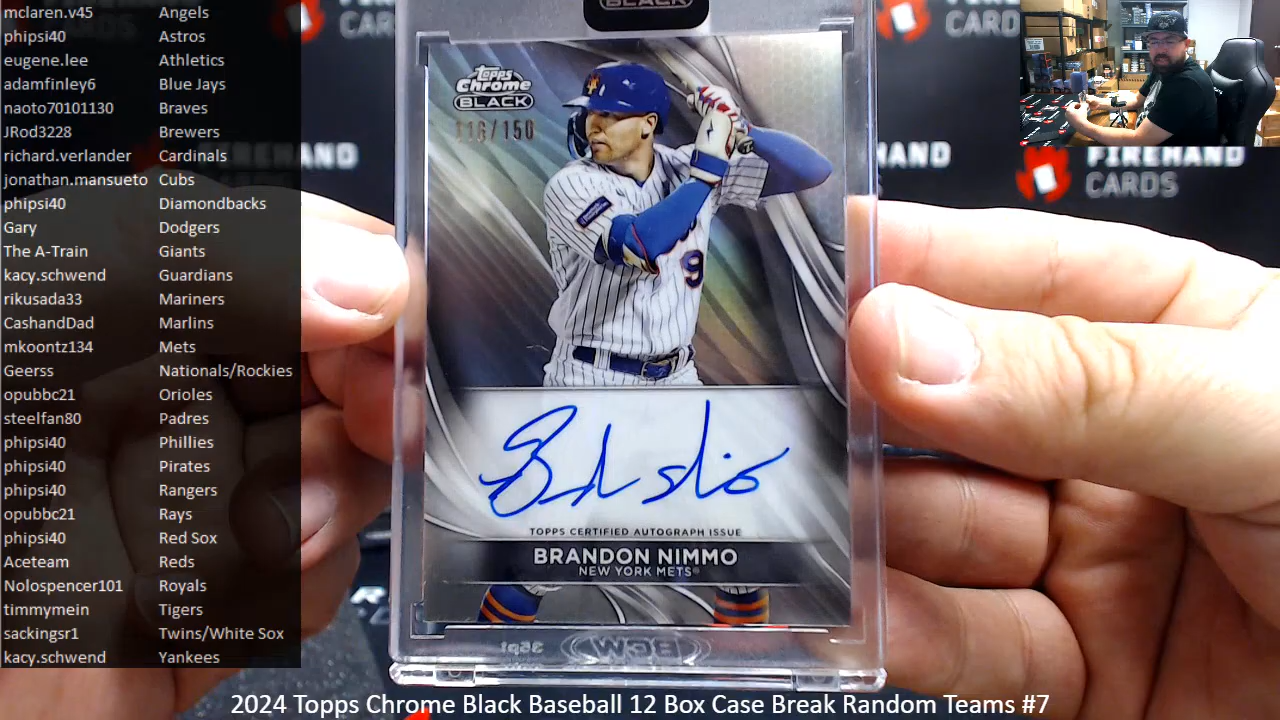 mclaren.v45 Angels
phipsi40 Astros
eugene.lee Athletics
adamfinley6 Blue Jays
naoto70101130 Braves
JRod3228 Brewers
richard.verlander Cardinals
jonathan.mansueto Cubs
phipsi40 Diamondbacks
Gary Dodgers
The A-Train Giants
kacy.schwend Guardians
rikusada33 Mariners
CashandDad Marlins
mkoontz134 Mets
Geerss Nationals/Rockies
opubbc21 Orioles
steelfan80 Padres
phipsi40 Phillies
phipsi40 Pirates
phipsi40 Rangers
opubbc21 Rays
phipsi40 Red Sox
Aceteam Reds
Nolospencer101 Royals
timmymein Tigers
sackingsr1 Twins/White Sox
kacy.schwend Yankees
BLACK
Topps
Chrome
BLACK
116/150
9
TOPPS CERTIFIED AUTOGRAPH ISSUE
BRANDON NIMMO
NEW YORK METS
BCW 35pt
FIREHAND
CARDS
2024 Topps Chrome Black Baseball 12 Box Case Break Random Teams #7